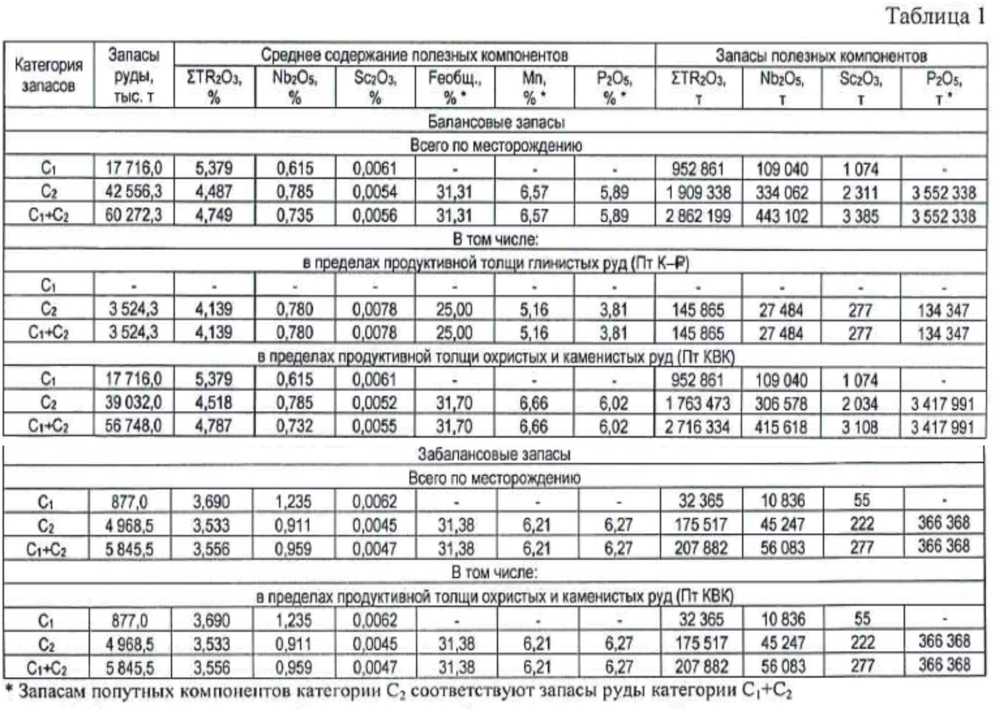 Таблица 1
Категория запасов | Запасы руды, тыс. т | Среднее содержание полезных компонентов | Запасы полезных компонентов
ΣTR₂O₃, % | Nb₂O₅, % | Sc₂O₃, % | Feобщ., % * | Mn, % * | P₂O₅, % * | ΣTR₂O₃, т | Nb₂O₅, т | Sc₂O₃, т | P₂O₅, т *
Балансовые запасы
Всего по месторождению
C₁ | 17 716,0 | 5,379 | 0,615 | 0,0061 | - | - | - | 952 861 | 109 040 | 1 074 | -
C₂ | 42 556,3 | 4,487 | 0,785 | 0,0054 | 31,31 | 6,57 | 5,89 | 1 909 338 | 334 062 | 2 311 | 3 552 338
C₁+C₂ | 60 272,3 | 4,749 | 0,735 | 0,0056 | 31,31 | 6,57 | 5,89 | 2 862 199 | 443 102 | 3 385 | 3 552 338
В том числе:
в пределах продуктивной толщи глинистых руд (Пт К–₽)
C₁ | - | - | - | - | - | - | - | - | - | - | -
C₂ | 3 524,3 | 4,139 | 0,780 | 0,0078 | 25,00 | 5,16 | 3,81 | 145 865 | 27 484 | 277 | 134 347
C₁+C₂ | 3 524,3 | 4,139 | 0,780 | 0,0078 | 25,00 | 5,16 | 3,81 | 145 865 | 27 484 | 277 | 134 347
в пределах продуктивной толщи охристых и каменистых руд (Пт КВК)
C₁ | 17 716,0 | 5,379 | 0,615 | 0,0061 | - | - | - | 952 861 | 109 040 | 1 074 | -
C₂ | 39 032,0 | 4,518 | 0,785 | 0,0052 | 31,70 | 6,66 | 6,02 | 1 763 473 | 306 578 | 2 034 | 3 417 991
C₁+C₂ | 56 748,0 | 4,787 | 0,732 | 0,0055 | 31,70 | 6,66 | 6,02 | 2 716 334 | 415 618 | 3 108 | 3 417 991
Забалансовые запасы
Всего по месторождению
C₁ | 877,0 | 3,690 | 1,235 | 0,0062 | - | - | - | 32 365 | 10 836 | 55 | -
C₂ | 4 968,5 | 3,533 | 0,911 | 0,0045 | 31,38 | 6,21 | 6,27 | 175 517 | 45 247 | 222 | 366 368
C₁+C₂ | 5 845,5 | 3,556 | 0,959 | 0,0047 | 31,38 | 6,21 | 6,27 | 207 882 | 56 083 | 277 | 366 368
В том числе:
в пределах продуктивной толщи охристых и каменистых руд (Пт КВК)
C₁ | 877,0 | 3,690 | 1,235 | 0,0062 | - | - | - | 32 365 | 10 836 | 55 | -
C₂ | 4 968,5 | 3,533 | 0,911 | 0,0045 | 31,38 | 6,21 | 6,27 | 175 517 | 45 247 | 222 | 366 368
C₁+C₂ | 5 845,5 | 3,556 | 0,959 | 0,0047 | 31,38 | 6,21 | 6,27 | 207 882 | 56 083 | 277 | 366 368
* Запасам попутных компонентов категории C₂ соответствуют запасы руды категории C₁+C₂